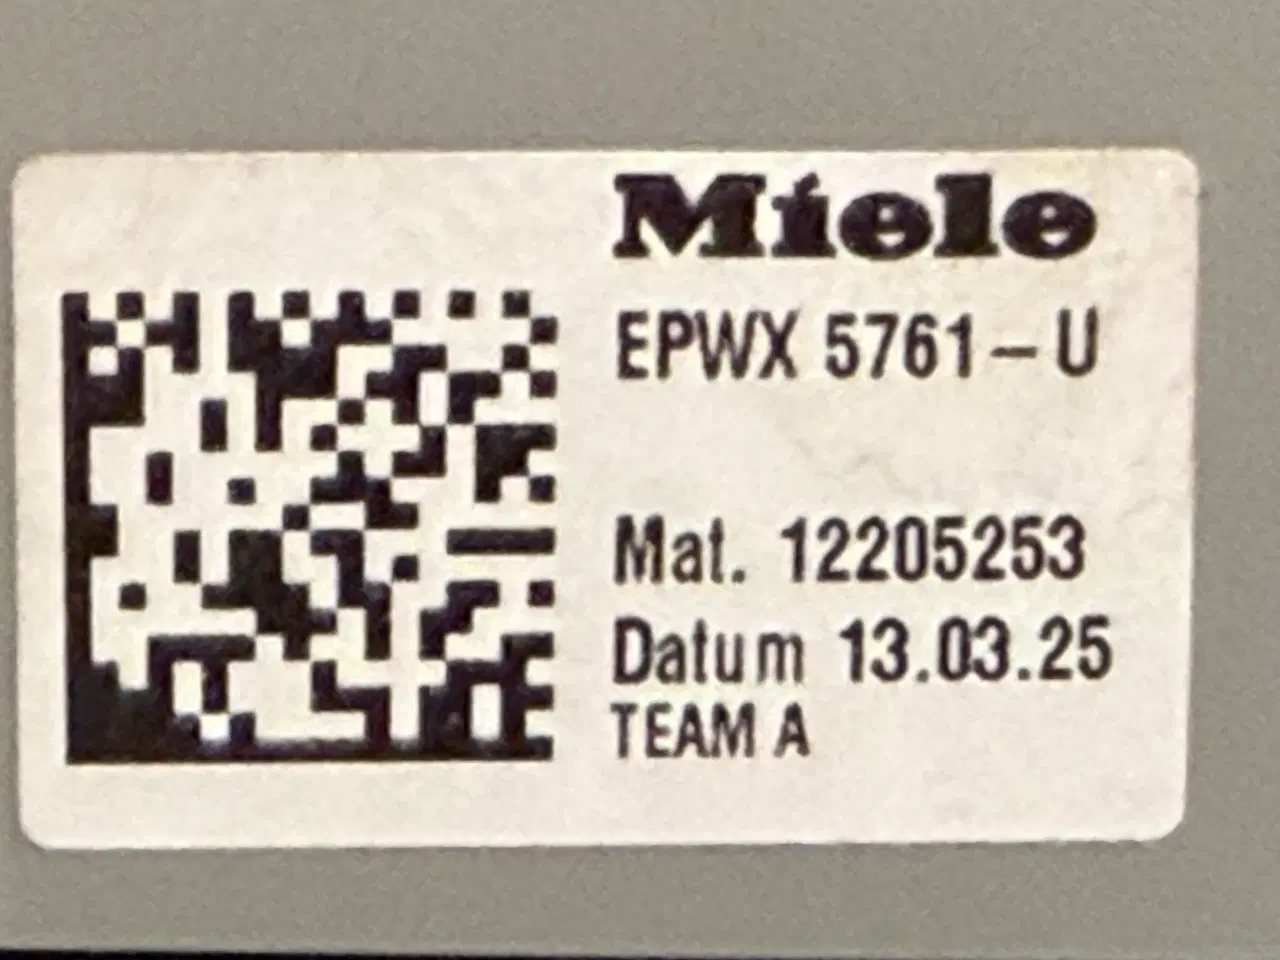 Miele
EPWX 5761-U
Mat. 12205253
Datum 13.03.25
TEAM A